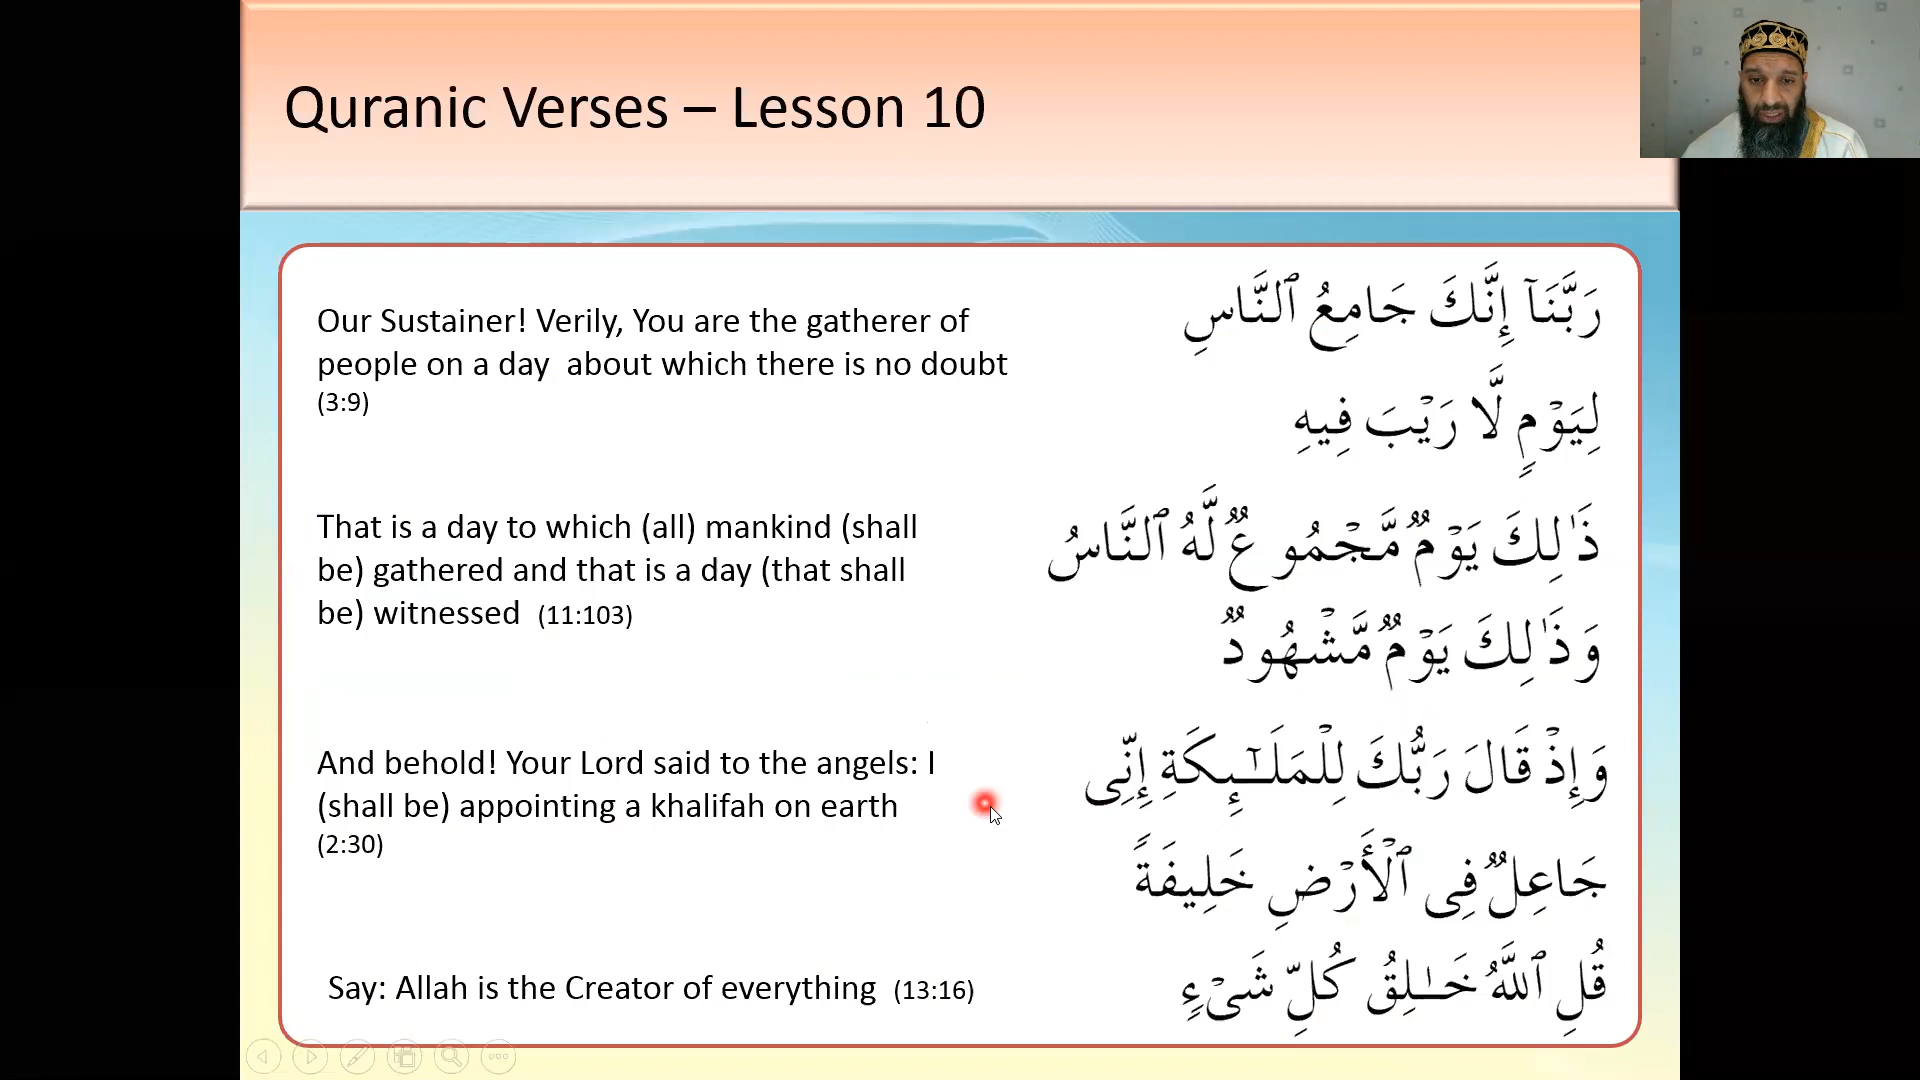 Quranic Verses – Lesson 10
Our Sustainer! Verily, You are the gatherer of
people on a day about which there is no doubt
(3:9)
رَبَّنَآ إِنَّكَ جَامِعُ ٱلنَّاسِ
لِيَوْمٍ لَّا رَيْبَ فِيهِ
That is a day to which (all) mankind (shall
be) gathered and that is a day (that shall
be) witnessed (11:103)
ذَٰلِكَ يَوْمٌ مَّجْمُوعٌ لَّهُ ٱلنَّاسُ
وَذَٰلِكَ يَوْمٌ مَّشْهُودٌ
And behold! Your Lord said to the angels: I
(shall be) appointing a khalifah on earth
(2:30)
وَإِذْ قَالَ رَبُّكَ لِلْمَلَـٰٓئِكَةِ إِنِّى
جَاعِلٌ فِى ٱلْأَرْضِ خَلِيفَةً
Say: Allah is the Creator of everything (13:16)
قُلِ ٱللَّهُ خَـٰلِقُ كُلِّ شَىْءٍ